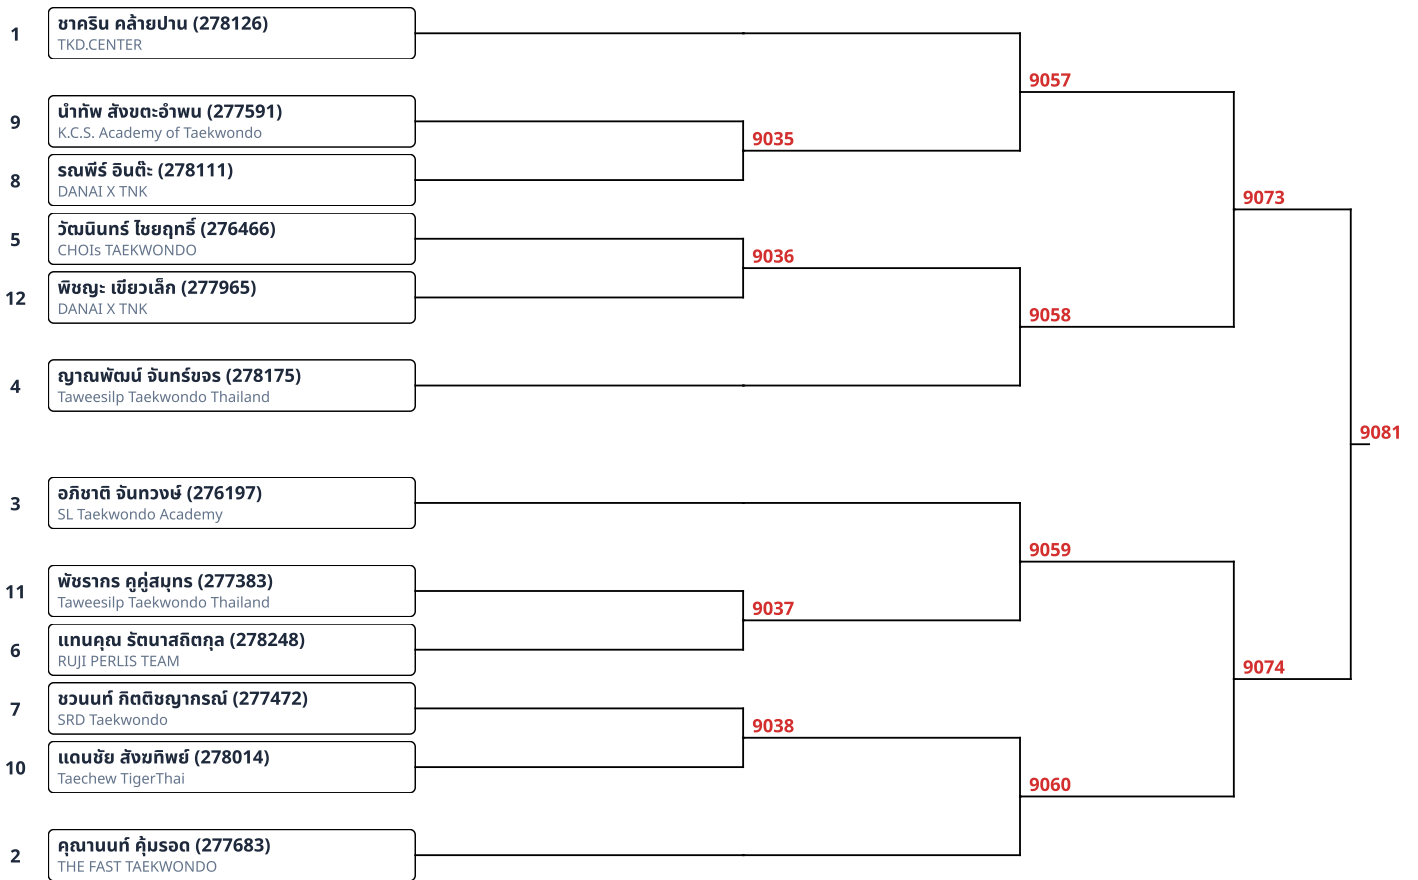 1
ชาคริน คล้ายปาน (278126)
TKD.CENTER
9057
9
นำทัพ สังขตะอำพน (277591)
K.C.S. Academy of Taekwondo
9035
8
รณพีร์ อินต๊ะ (278111)
DANAI X TNK
9073
5
วัฒนินทร์ ไชยฤทธิ์ (276466)
CHOIs TAEKWONDO
9036
12
พิชญะ เขียวเล็ก (277965)
DANAI X TNK
9058
4
ญาณพัฒน์ จันทร์ขจร (278175)
Taweesilp Taekwondo Thailand
9081
3
อภิชาติ จันทวงษ์ (276197)
SL Taekwondo Academy
9059
11
พัชรากร คูคู่สมุทร (277383)
Taweesilp Taekwondo Thailand
9037
6
แทนคุณ รัตนาสถิตกุล (278248)
RUJI PERLIS TEAM
9074
7
ชวนนท์ กิตติชญากรณ์ (277472)
SRD Taekwondo
9038
10
แดนชัย สังฆทิพย์ (278014)
Taechew TigerThai
9060
2
คุณานนท์ คุ้มรอด (277683)
THE FAST TAEKWONDO